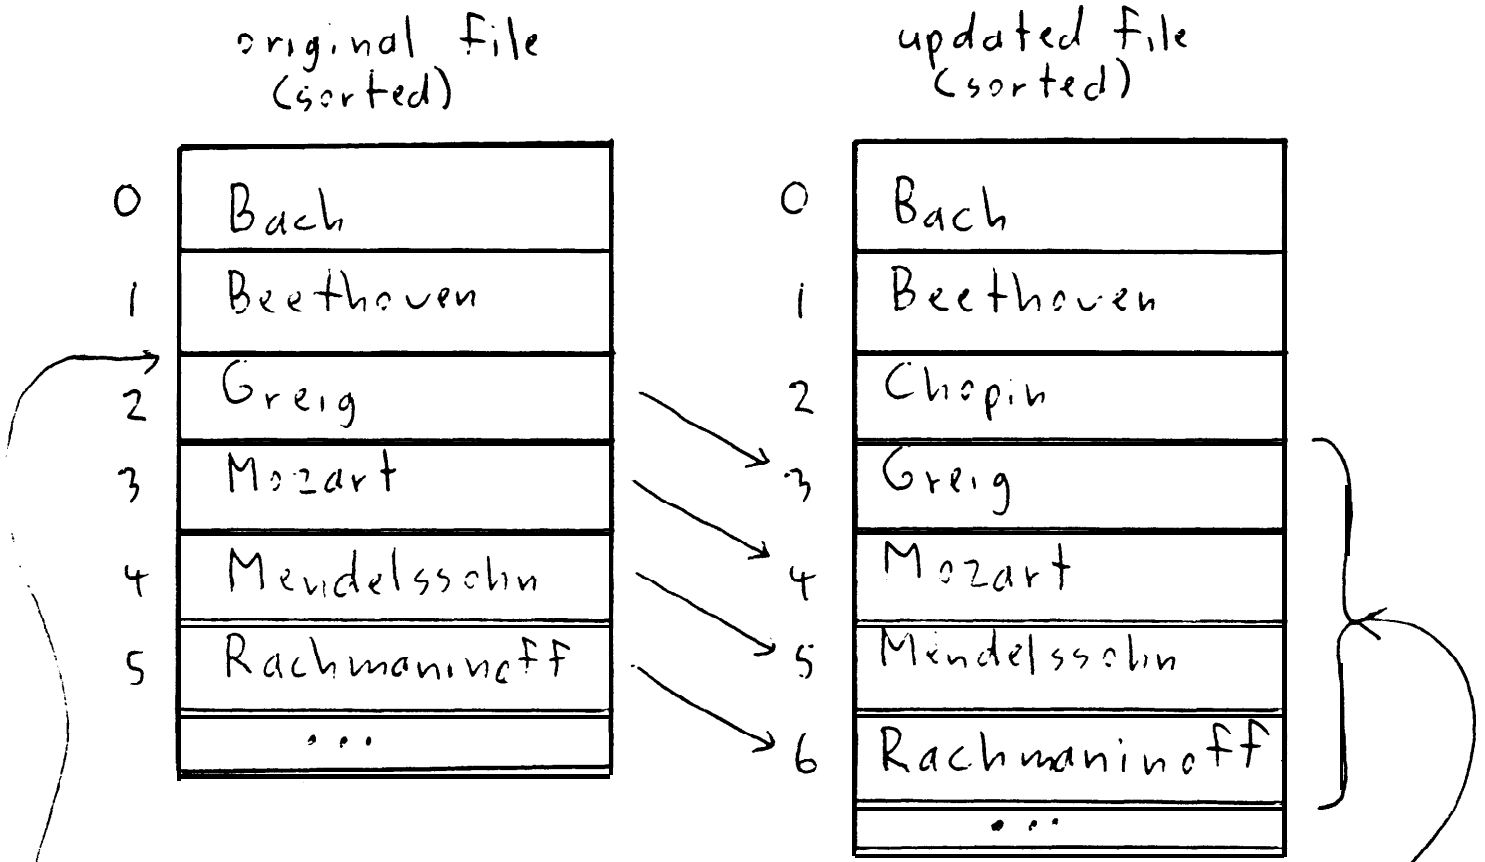 original file
(sorted)
0 Bach
1 Beethoven
2 Greig
3 Mozart
4 Mendelssohn
5 Rachmaninoff
...
updated file
(sorted)
0 Bach
1 Beethoven
2 Chopin
3 Greig
4 Mozart
5 Mendelssohn
6 Rachmaninoff
...